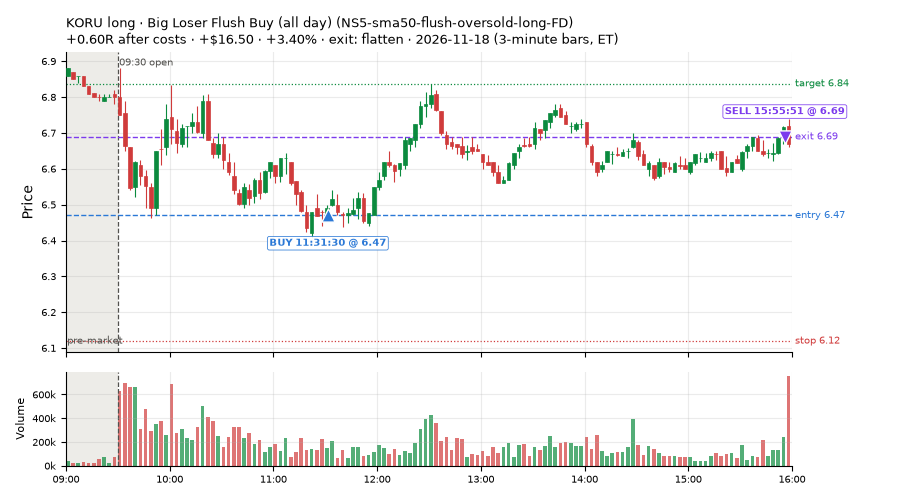 KORU long · Big Loser Flush Buy (all day) (NS5-sma50-flush-oversold-long-FD)
+0.60R after costs · +$16.50 · +3.40% · exit: flatten · 2026-11-18 (3-minute bars, ET)
6.9
09:30 open
target 6.84
6.8
SELL 15:55:51 @ 6.69
6.7
exit 6.69
6.6
Price
6.5
entry 6.47
6.4
BUY 11:31:30 @ 6.47
6.3
6.2
pre-market
stop 6.12
6.1
600k
Volume
400k
200k
0k
09:00
10:00
11:00
12:00
13:00
14:00
15:00
16:00